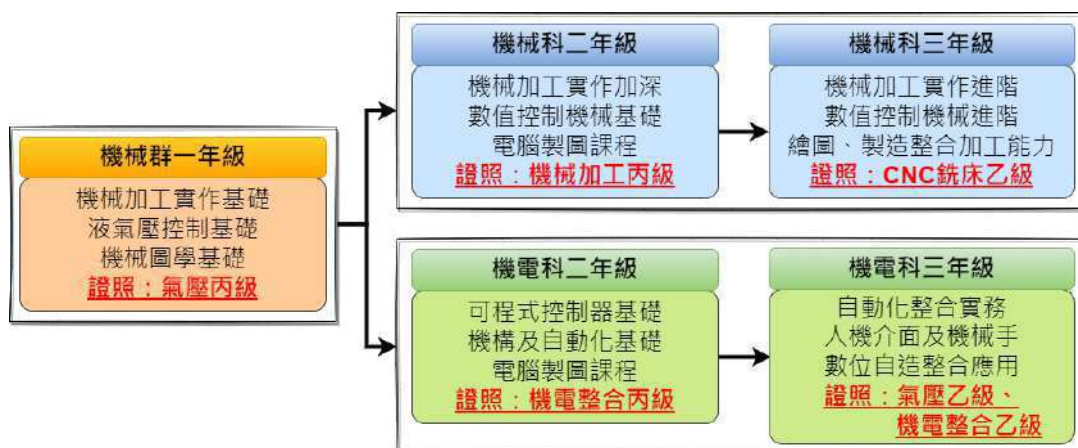 機械群一年級
機械加工實作基礎
液氣壓控制基礎
機械圖學基礎
證照：氣壓丙級
機械科二年級
機械加工實作加深
數值控制機械基礎
電腦製圖課程
證照：機械加工丙級
機械科三年級
機械加工實作進階
數值控制機械進階
繪圖、製造整合加工能力
證照：CNC銑床乙級
機電科二年級
可程式控制器基礎
機構及自動化基礎
電腦製圖課程
證照：機電整合丙級
機電科三年級
自動化整合實務
人機介面及機械手
數位自造整合應用
證照：氣壓乙級、
機電整合乙級